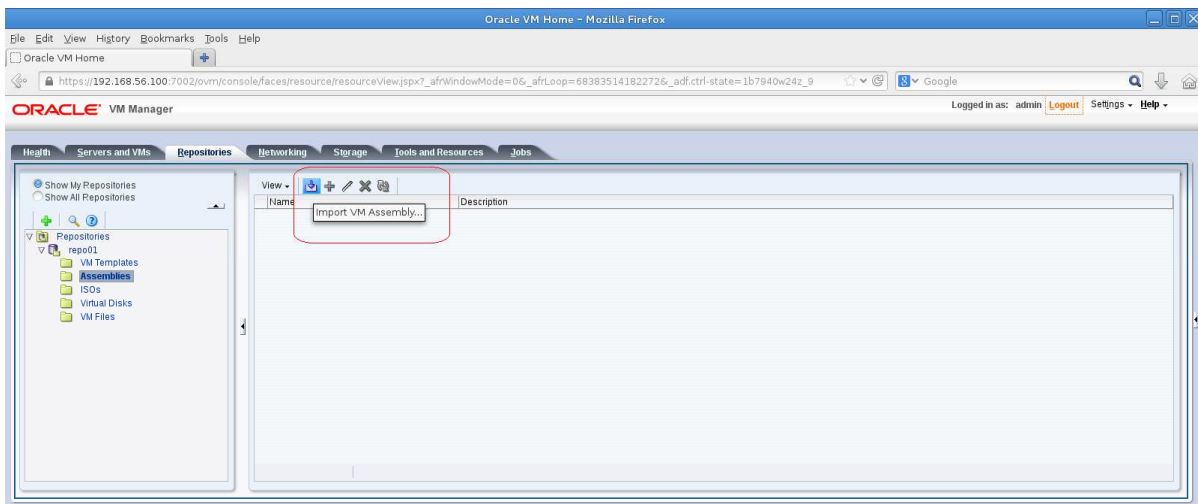 Oracle VM Home - Mozilla Firefox
File Edit View History Bookmarks Tools Help
Oracle VM Home
https://192.168.56.100:7002/ovm/console/faces/resource/resourceView.jspx?_afrWindowMode=0&_afrLoop=683835141822726&_adf.ctrl-state=1b7940w24z_9
Google
ORACLE VM Manager
Logged in as: admin Logout Settings Help
Health Servers and VMs Repositories Networking Storage Tools and Resources Jobs
Show My Repositories
Show All Repositories
Repositories
repo01
VM Templates
Assemblies
ISOs
Virtual Disks
VM Files
View
Name Description
Import VM Assembly...